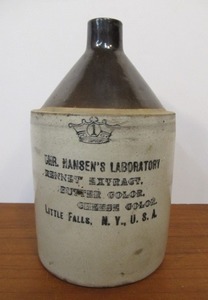 CHR. HANSEN'S LABORATORY
RENNET EXTRACT.
BUTTER COLOR.
CHEESE COLOR.
LITTLE FALLS, N. Y., U. S. A.